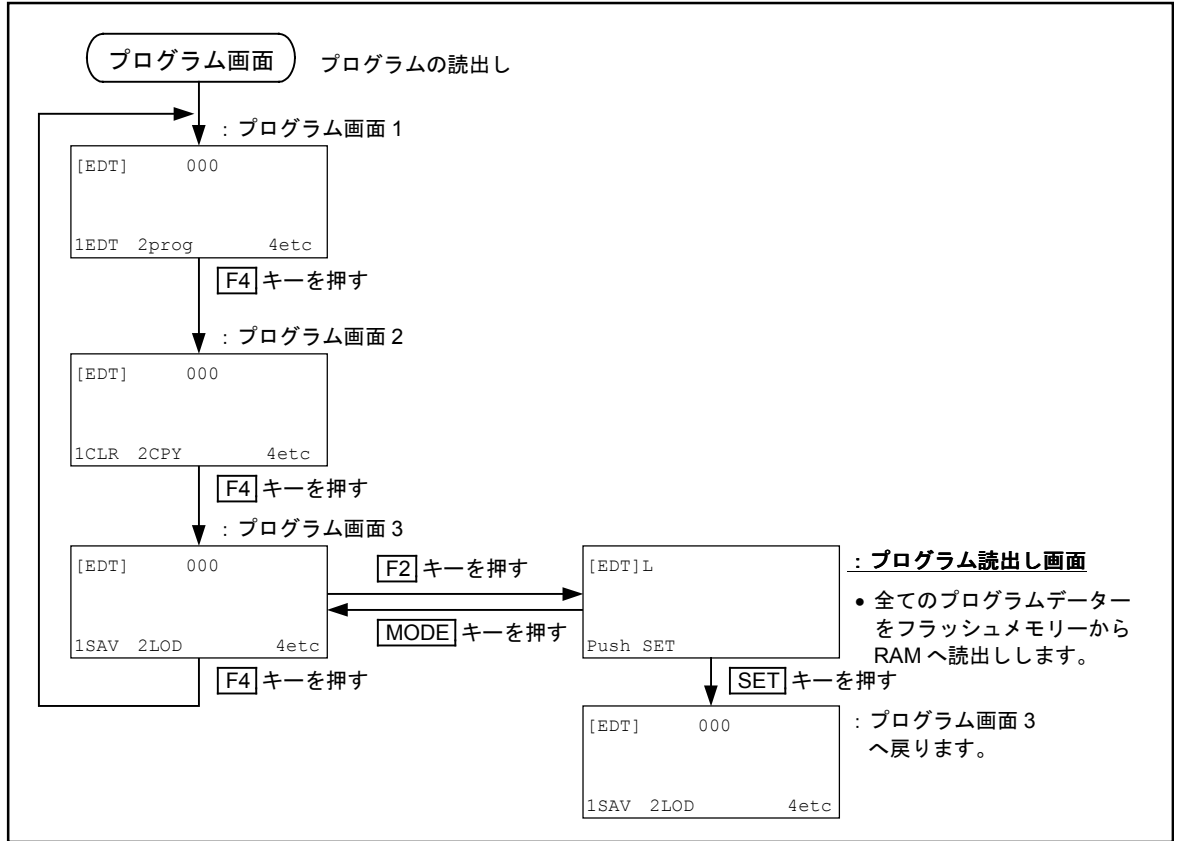 プログラム画面 プログラムの読出し
: プログラム画面 1
[EDT] 000
1EDT 2prog 4etc
F4 キーを押す
: プログラム画面 2
[EDT] 000
1CLR 2CPY 4etc
F4 キーを押す
: プログラム画面 3
[EDT] 000
1SAV 2LOD 4etc
F4 キーを押す
F2 キーを押す
MODE キーを押す
[EDT]L
Push SET
: プログラム読出し画面
• 全てのプログラムデーター
をフラッシュメモリーから
RAM へ読出しします。
SET キーを押す
[EDT] 000
1SAV 2LOD 4etc
: プログラム画面 3
へ戻ります。